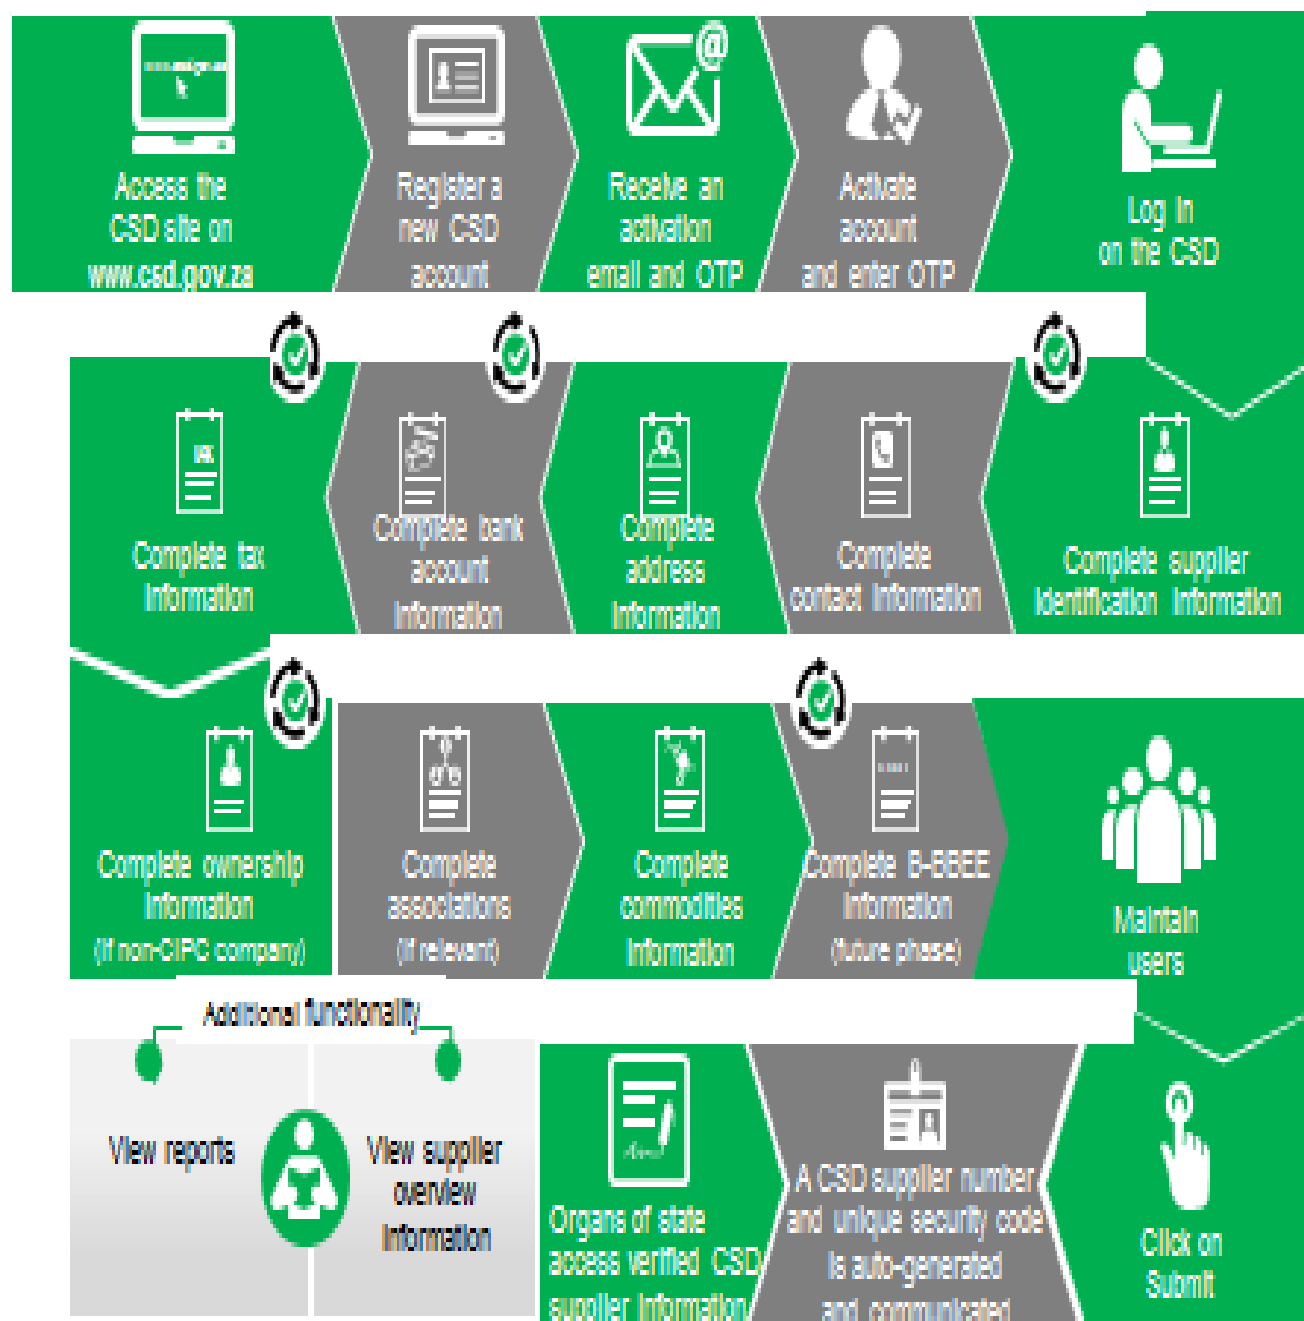 Access the
CSD site on
www.csd.gov.za
Register a
new CSD
account
Receive an
activation
email and OTP
Activate
account
and enter OTP
Log in
on the CSD
Complete supplier
identification information
Complete
contact information
Complete
address
information
Complete bank
account
information
TAX
Complete tax
information
Complete ownership
information
(if non-CIPC company)
Complete
associations
(if relevant)
Complete
commodities
information
Complete B-BBEE
information
(future phase)
Maintain
users
Click on
Submit
A CSD supplier number
and unique security code
is auto-generated
and communicated
Organs of state
access verified CSD
supplier information
Additional functionality
View reports
View supplier
overview
information
@